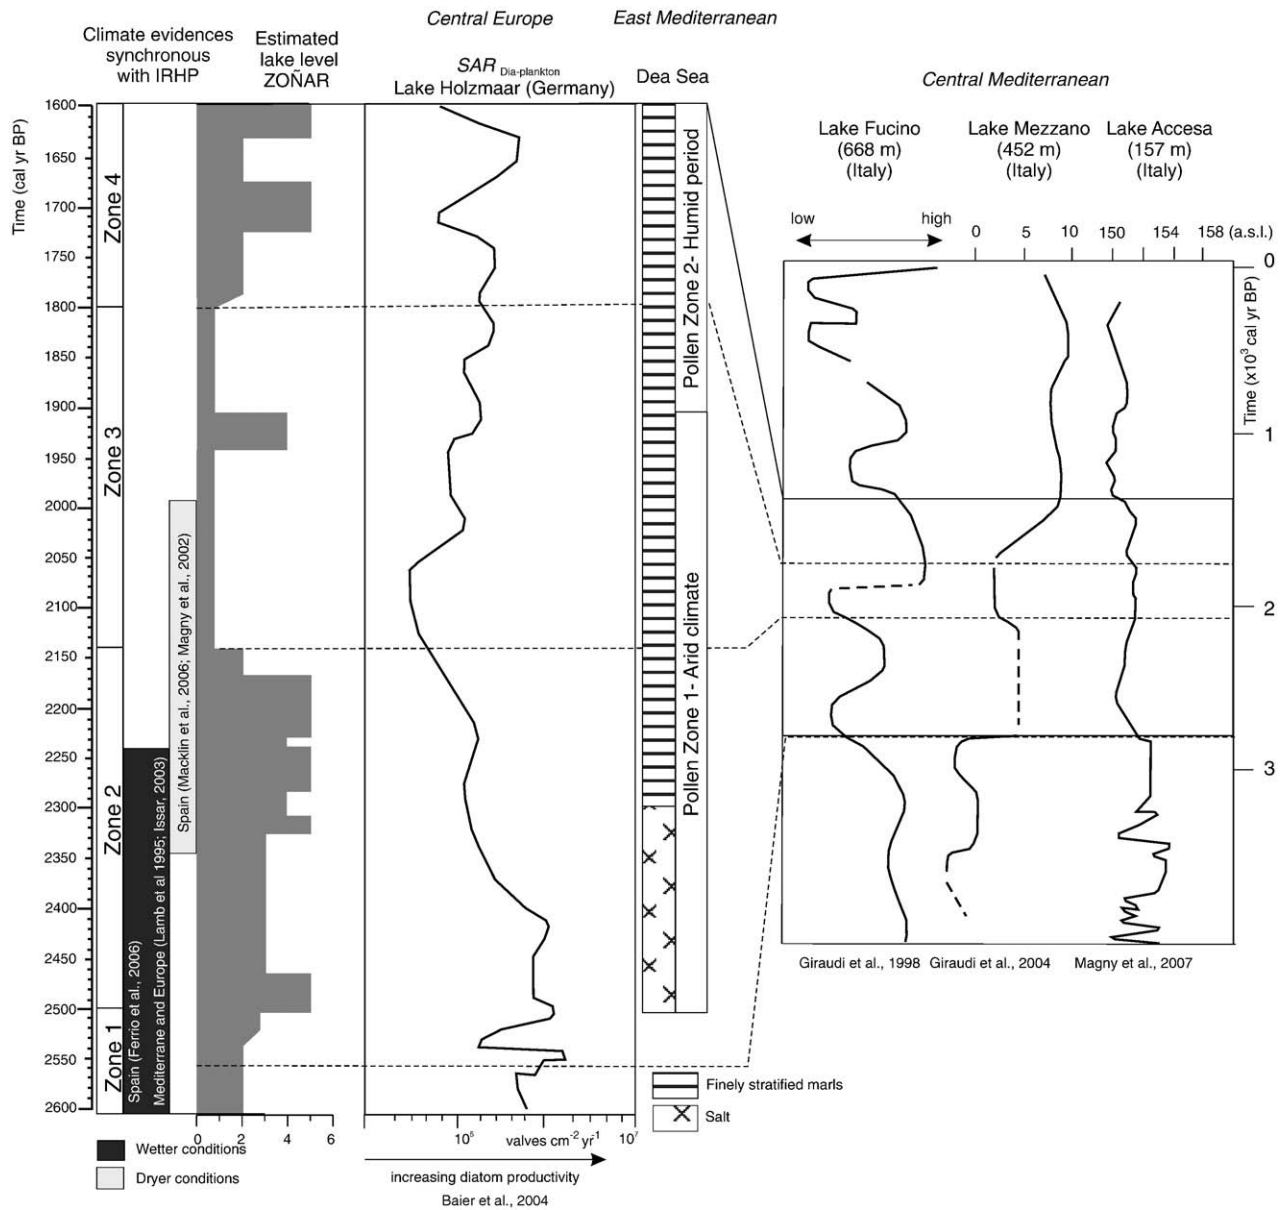 Central Europe
East Mediterranean
Climate evidences
synchronous
with IRHP
Estimated
lake level
ZOÑAR
SAR Dia-plankton
Lake Holzmaar (Germany)
Dea Sea
Central Mediterranean
Lake Fucino
(668 m)
(Italy)
Lake Mezzano
(452 m)
(Italy)
Lake Accesa
(157 m)
(Italy)
low
high
0 5 10
150 154 158 (a.s.l.)
Time (cal yr BP)
1600
1650
1700
1750
1800
1850
1900
1950
2000
2050
2100
2150
2200
2250
2300
2350
2400
2450
2500
2550
2600
Zone 4
Zone 3
Zone 2
Zone 1
Spain (Ferrio et al., 2006)
Mediterrane and Europe (Lamb et al 1995; Issar, 2003)
Spain (Macklin et al., 2006; Magny et al., 2002)
Pollen Zone 2- Humid period
Pollen Zone 1- Arid climate
0
1
2
3
Time (x10³ cal yr BP)
Giraudi et al., 1998
Giraudi et al., 2004
Magny et al., 2007
Finely stratified marls
Salt
0 2 4 6
10⁵ valves cm⁻² yr⁻¹ 10⁷
increasing diatom productivity
Baier et al., 2004
Wetter conditions
Dryer conditions